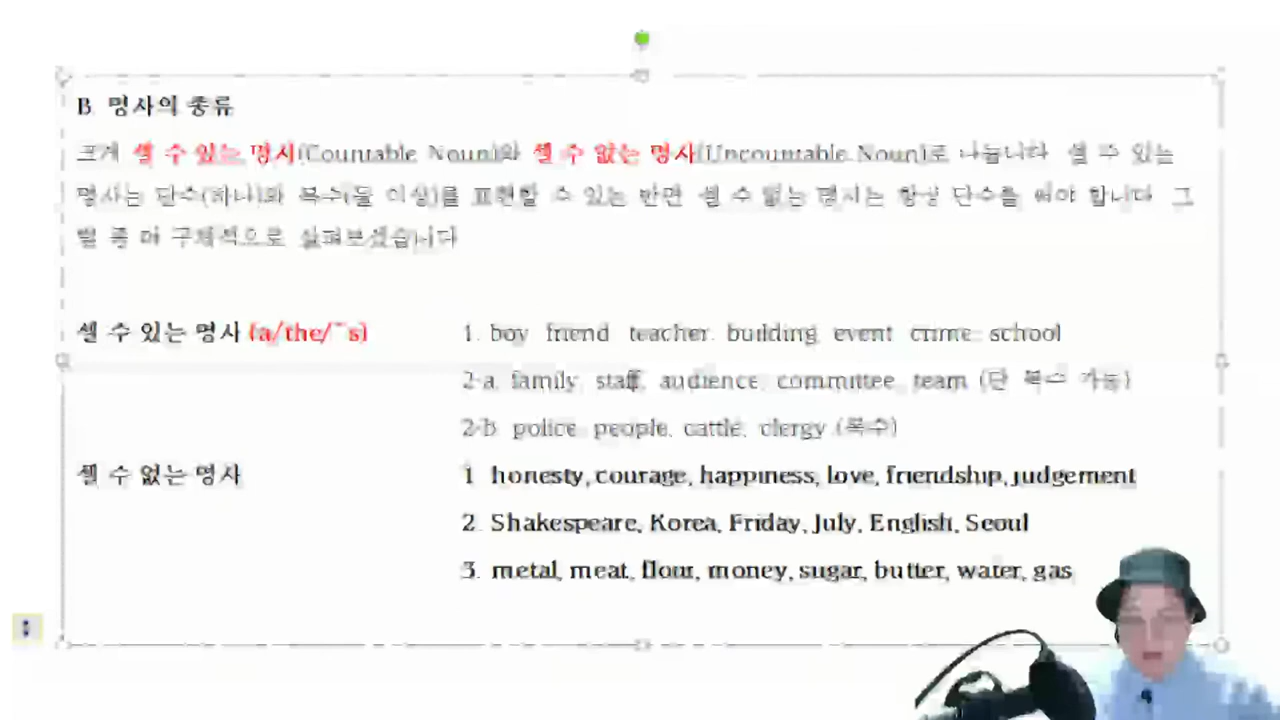 B. 명사의 종류
크게 셀 수 있는 명사(Countable Noun)와 셀 수 없는 명사(Uncountable Noun)로 나뉩니다. 셀 수 있는
명사는 단수(하나)와 복수(둘 이상)를 표현할 수 있는 반면 셀 수 없는 명사는 항상 단수를 써야 합니다. 그
럼 좀 더 구체적으로 살펴보겠습니다
셀 수 있는 명사 (a/the/~s) 1. boy, friend, teacher, building, event, crime, school
2-a. family, staff, audience, committee, team (단 복수 가능)
2-b. police, people, cattle, clergy (복수)
셀 수 없는 명사 1. honesty, courage, happiness, love, friendship, judgement
2. Shakespeare, Korea, Friday, July, English, Seoul
3. metal, meat, flour, money, sugar, butter, water, gas